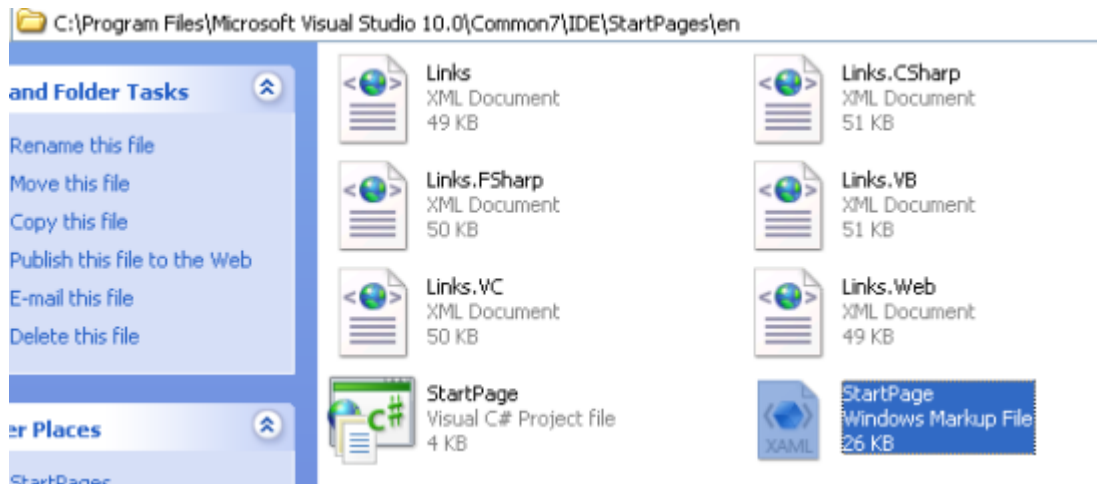 C:\Program Files\Microsoft Visual Studio 10.0\Common7\IDE\StartPages\en
and Folder Tasks
Rename this file
Move this file
Copy this file
Publish this file to the Web
E-mail this file
Delete this file
er Places
StartPages
Links
XML Document
49 KB
Links.CSharp
XML Document
51 KB
Links.FSharp
XML Document
50 KB
Links.VB
XML Document
51 KB
Links.VC
XML Document
50 KB
Links.Web
XML Document
49 KB
C#
StartPage
Visual C# Project file
4 KB
XAML
StartPage
Windows Markup File
26 KB